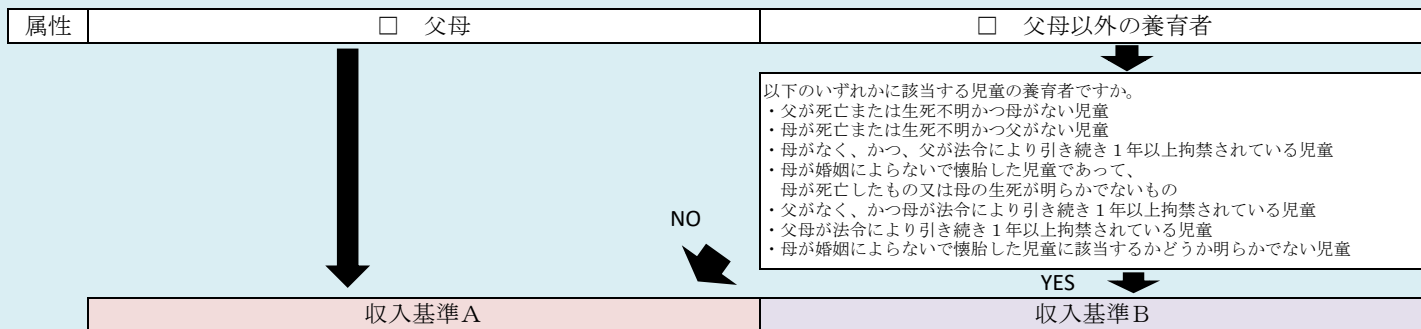 属性 □ 父母 □ 父母以外の養育者
以下のいずれかに該当する児童の養育者ですか。
・父が死亡または生死不明かつ母がない児童
・母が死亡または生死不明かつ父がない児童
・母がなく、かつ、父が法令により引き続き１年以上拘禁されている児童
・母が婚姻によらないで懐胎した児童であって、
母が死亡したもの又は母の生死が明らかでないもの
・父がなく、かつ母が法令により引き続き１年以上拘禁されている児童
・父母が法令により引き続き１年以上拘禁されている児童
・母が婚姻によらないで懐胎した児童に該当するかどうか明らかでない児童
NO
YES
収入基準Ａ 収入基準Ｂ